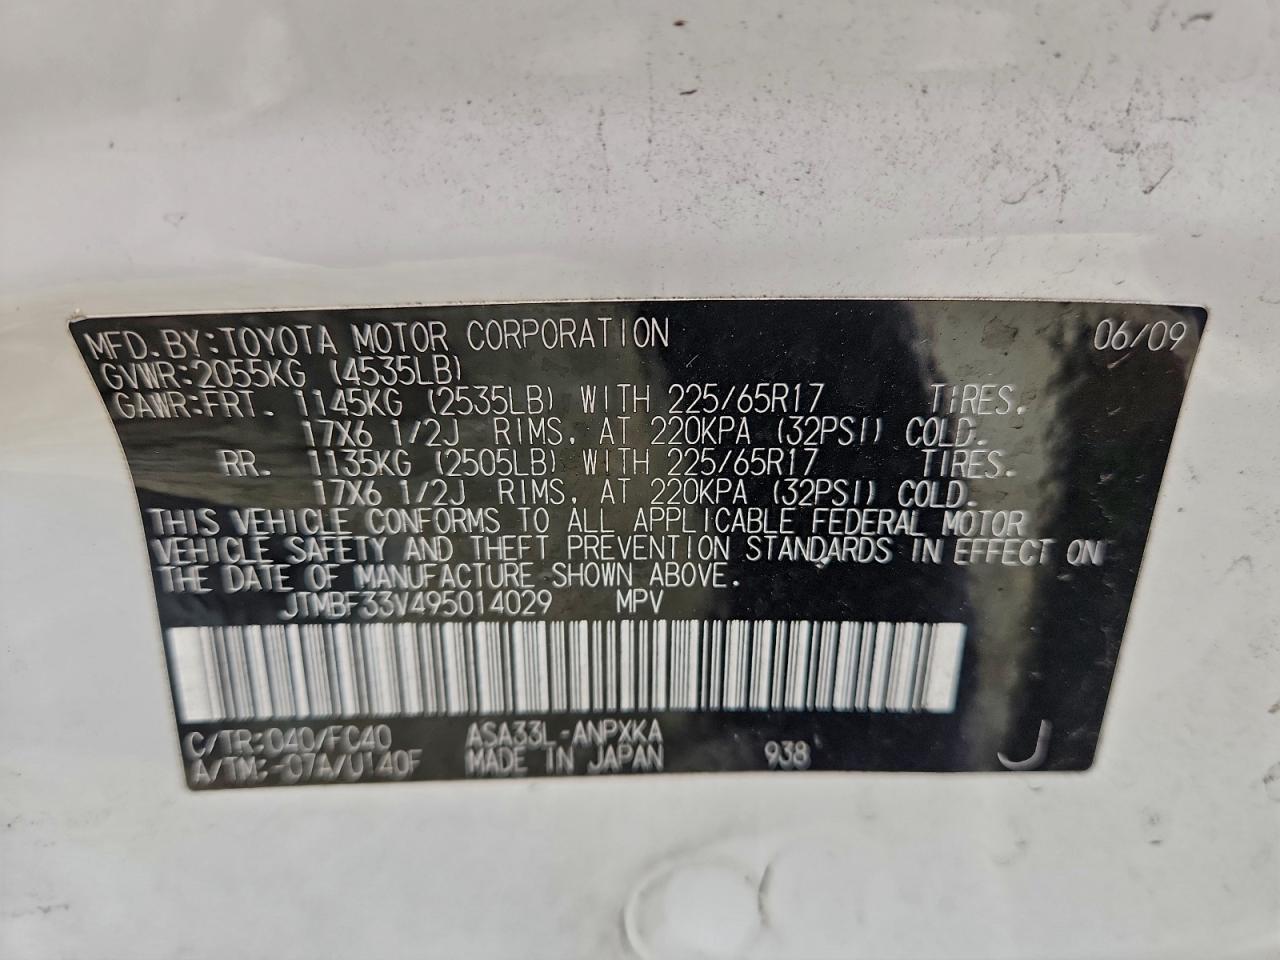 MFD.BY:TOYOTA MOTOR CORPORATION 06/09
GVWR:2055KG (4535LB)
GAWR:FRT. 1145KG (2535LB) WITH 225/65R17 TIRES.
17X6 1/2J RIMS. AT 220KPA (32PSI) COLD.
RR. 1135KG (2505LB) WITH 225/65R17 TIRES.
17X6 1/2J RIMS. AT 220KPA (32PSI) COLD.
THIS VEHICLE CONFORMS TO ALL APPLICABLE FEDERAL MOTOR
VEHICLE SAFETY AND THEFT PREVENTION STANDARDS IN EFFECT ON
THE DATE OF MANUFACTURE SHOWN ABOVE.
JTMBF33V495014029 MPV
C/TR:040/FC40 ASA33L-ANPXKA
A/TM:-07A/U140F MADE IN JAPAN 938 J